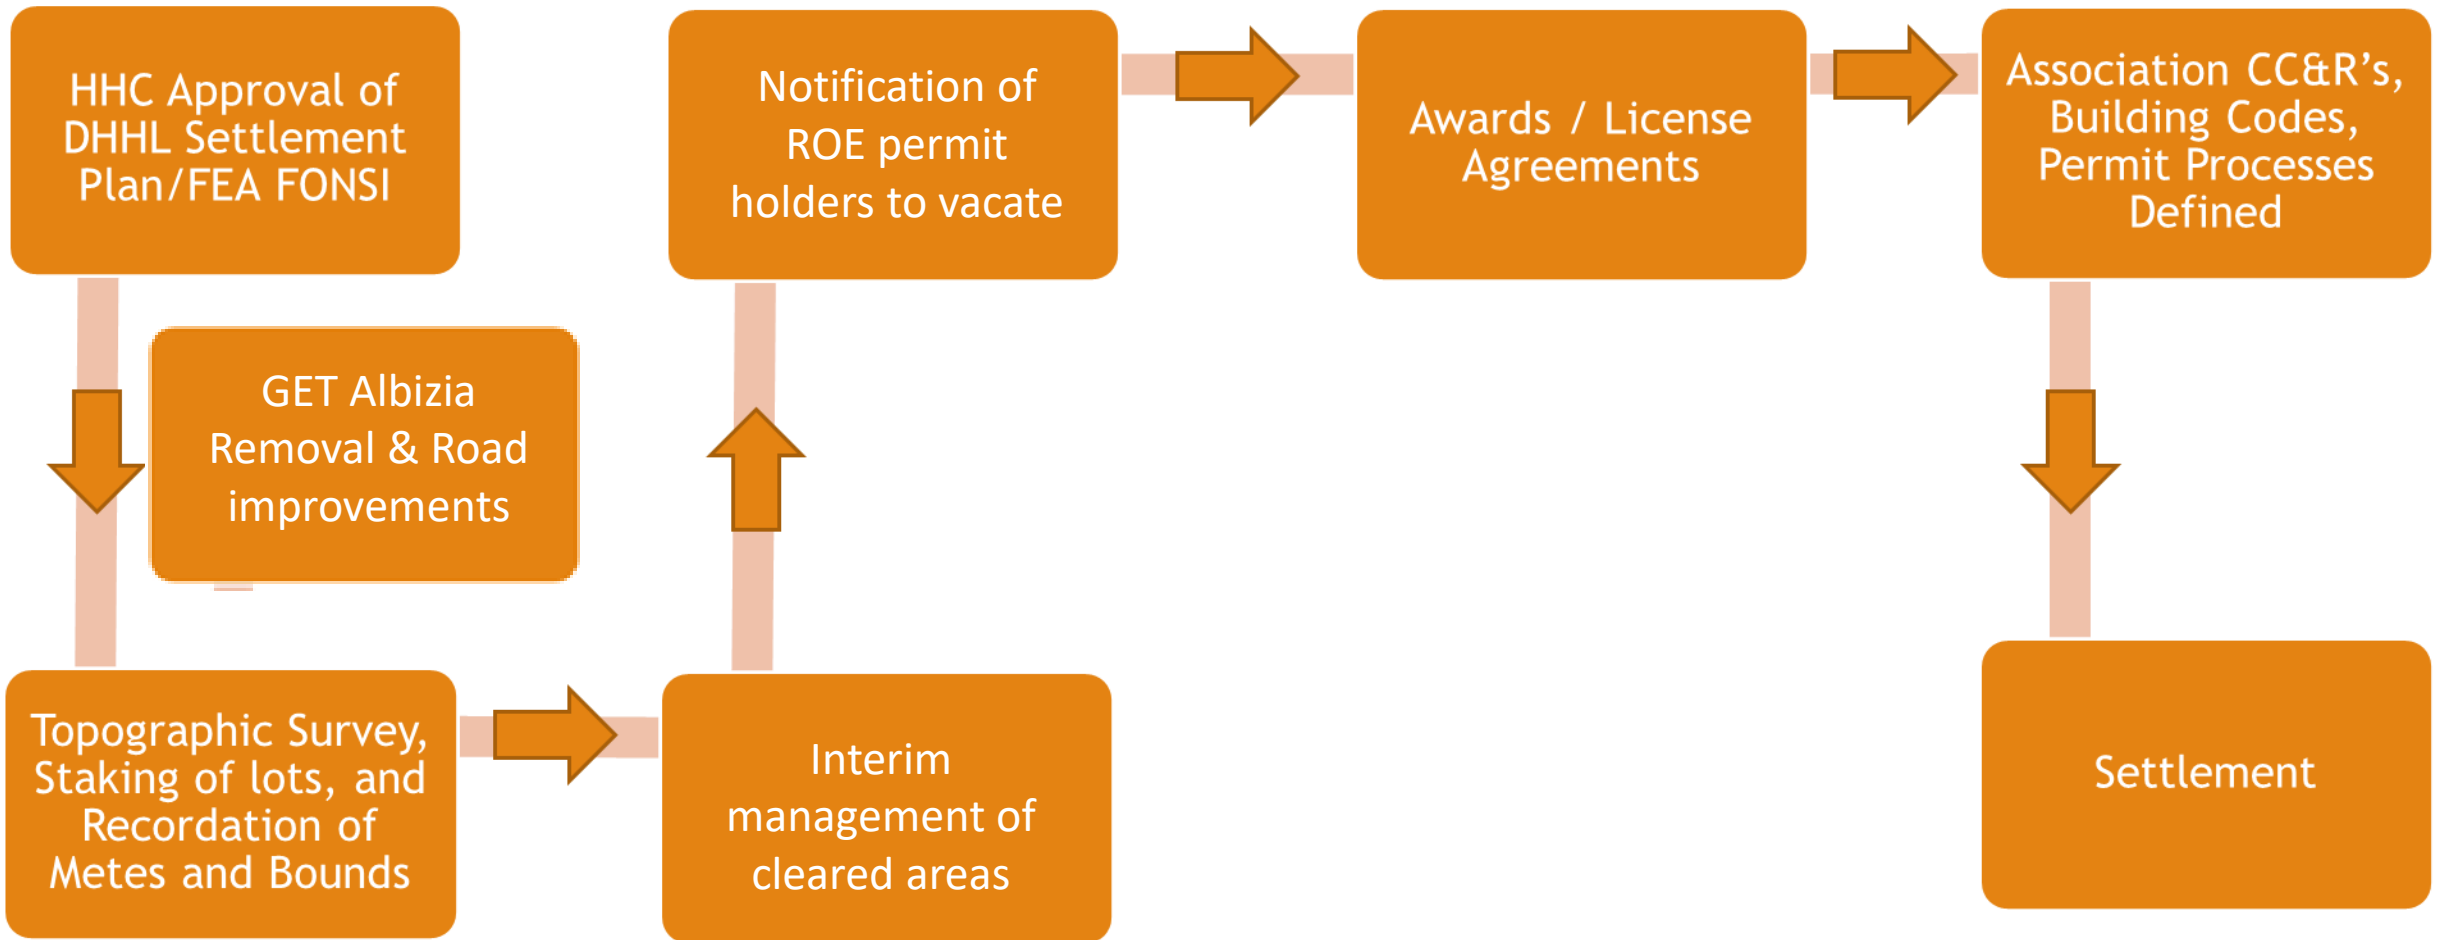 HHC Approval of
DHHL Settlement
Plan/FEA FONSI
GET Albizia
Removal & Road
improvements
Topographic Survey,
Staking of lots, and
Recordation of
Metes and Bounds
Interim
management of
cleared areas
Notification of
ROE permit
holders to vacate
Awards / License
Agreements
Association CC&R’s,
Building Codes,
Permit Processes
Defined
Settlement